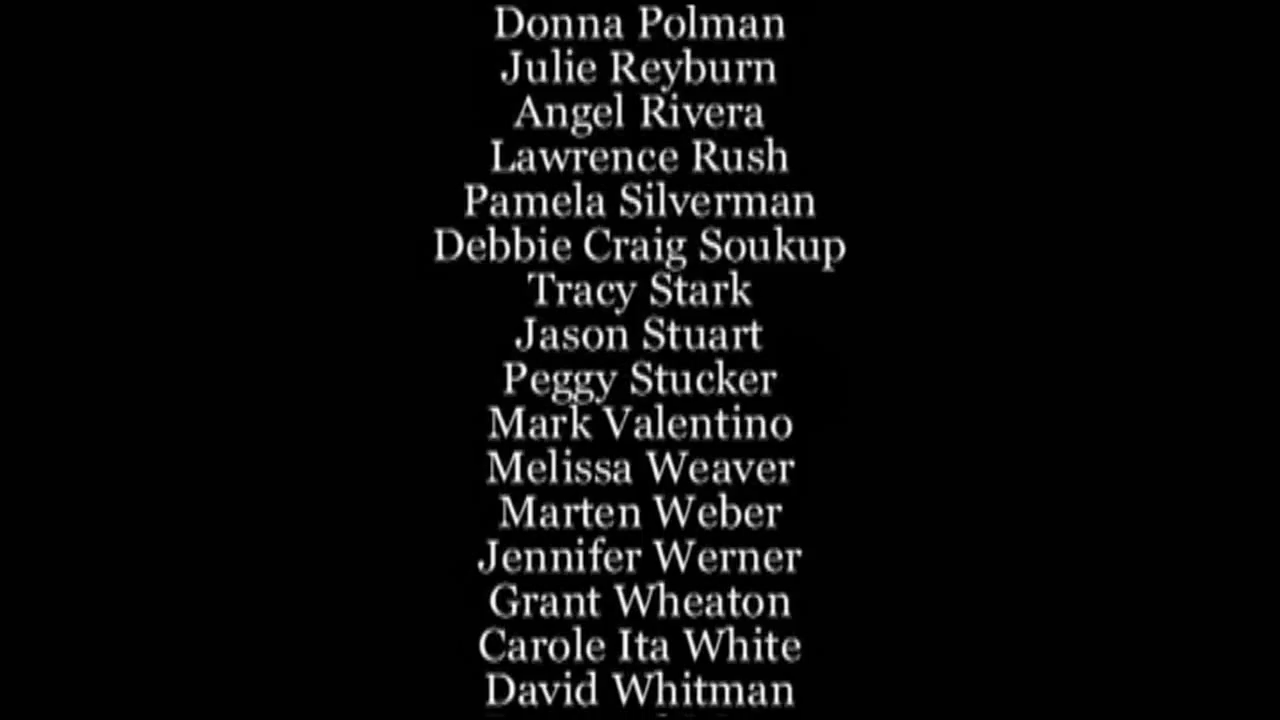 Donna Polman
Julie Reyburn
Angel Rivera
Lawrence Rush
Pamela Silverman
Debbie Craig Soukup
Tracy Stark
Jason Stuart
Peggy Stucker
Mark Valentino
Melissa Weaver
Marten Weber
Jennifer Werner
Grant Wheaton
Carole Ita White
David Whitman